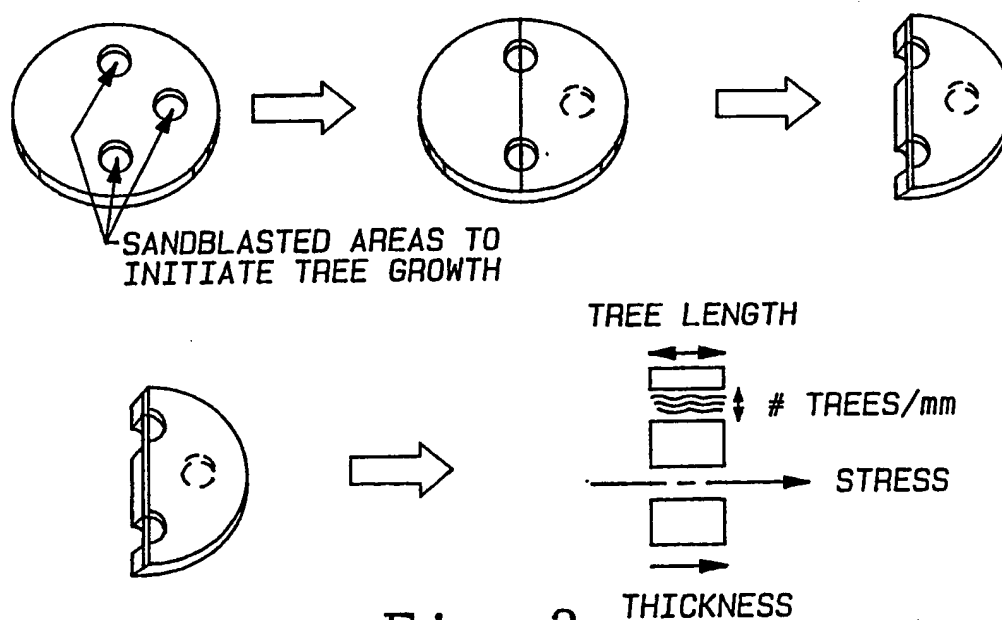 SANDBLASTED AREAS TO
INITIATE TREE GROWTH
TREE LENGTH
# TREES/mm
STRESS
THICKNESS